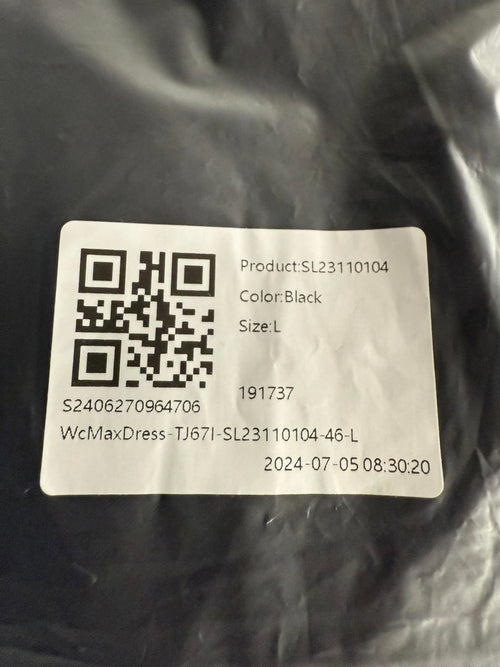 Product:SL23110104
Color:Black
Size:L
191737
S2406270964706
WcMaxDress-TJ67I-SL23110104-46-L
2024-07-05 08:30:20